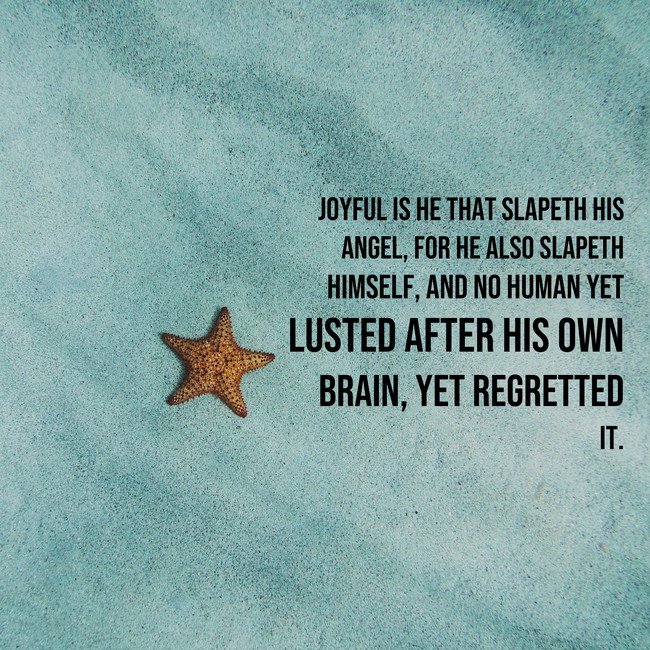 JOYFUL IS HE THAT SLAPETH HIS
ANGEL, FOR HE ALSO SLAPETH
HIMSELF, AND NO HUMAN YET
LUSTED AFTER HIS OWN
BRAIN, YET REGRETTED
IT.